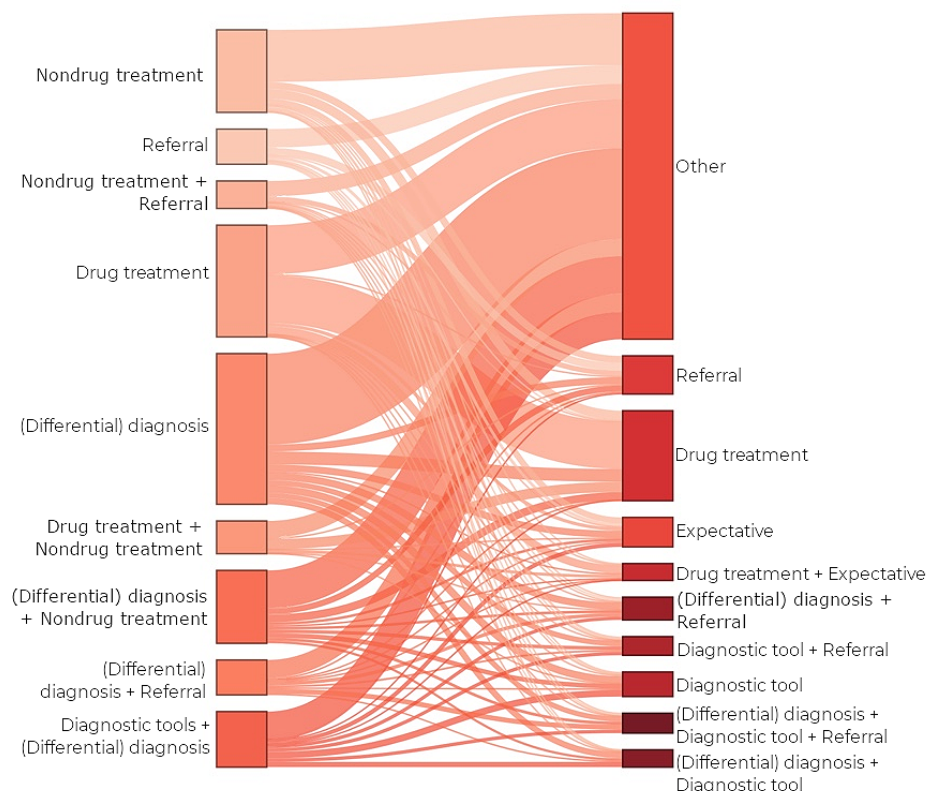 Nondrug treatment
Referral
Nondrug treatment +
Referral
Drug treatment
(Differential) diagnosis
Drug treatment +
Nondrug treatment
(Differential) diagnosis
+ Nondrug treatment
(Differential)
diagnosis + Referral
Diagnostic tools +
(Differential) diagnosis
Other
Referral
Drug treatment
Expectative
Drug treatment + Expectative
(Differential) diagnosis +
Referral
Diagnostic tool + Referral
Diagnostic tool
(Differential) diagnosis +
Diagnostic tool + Referral
(Differential) diagnosis +
Diagnostic tool